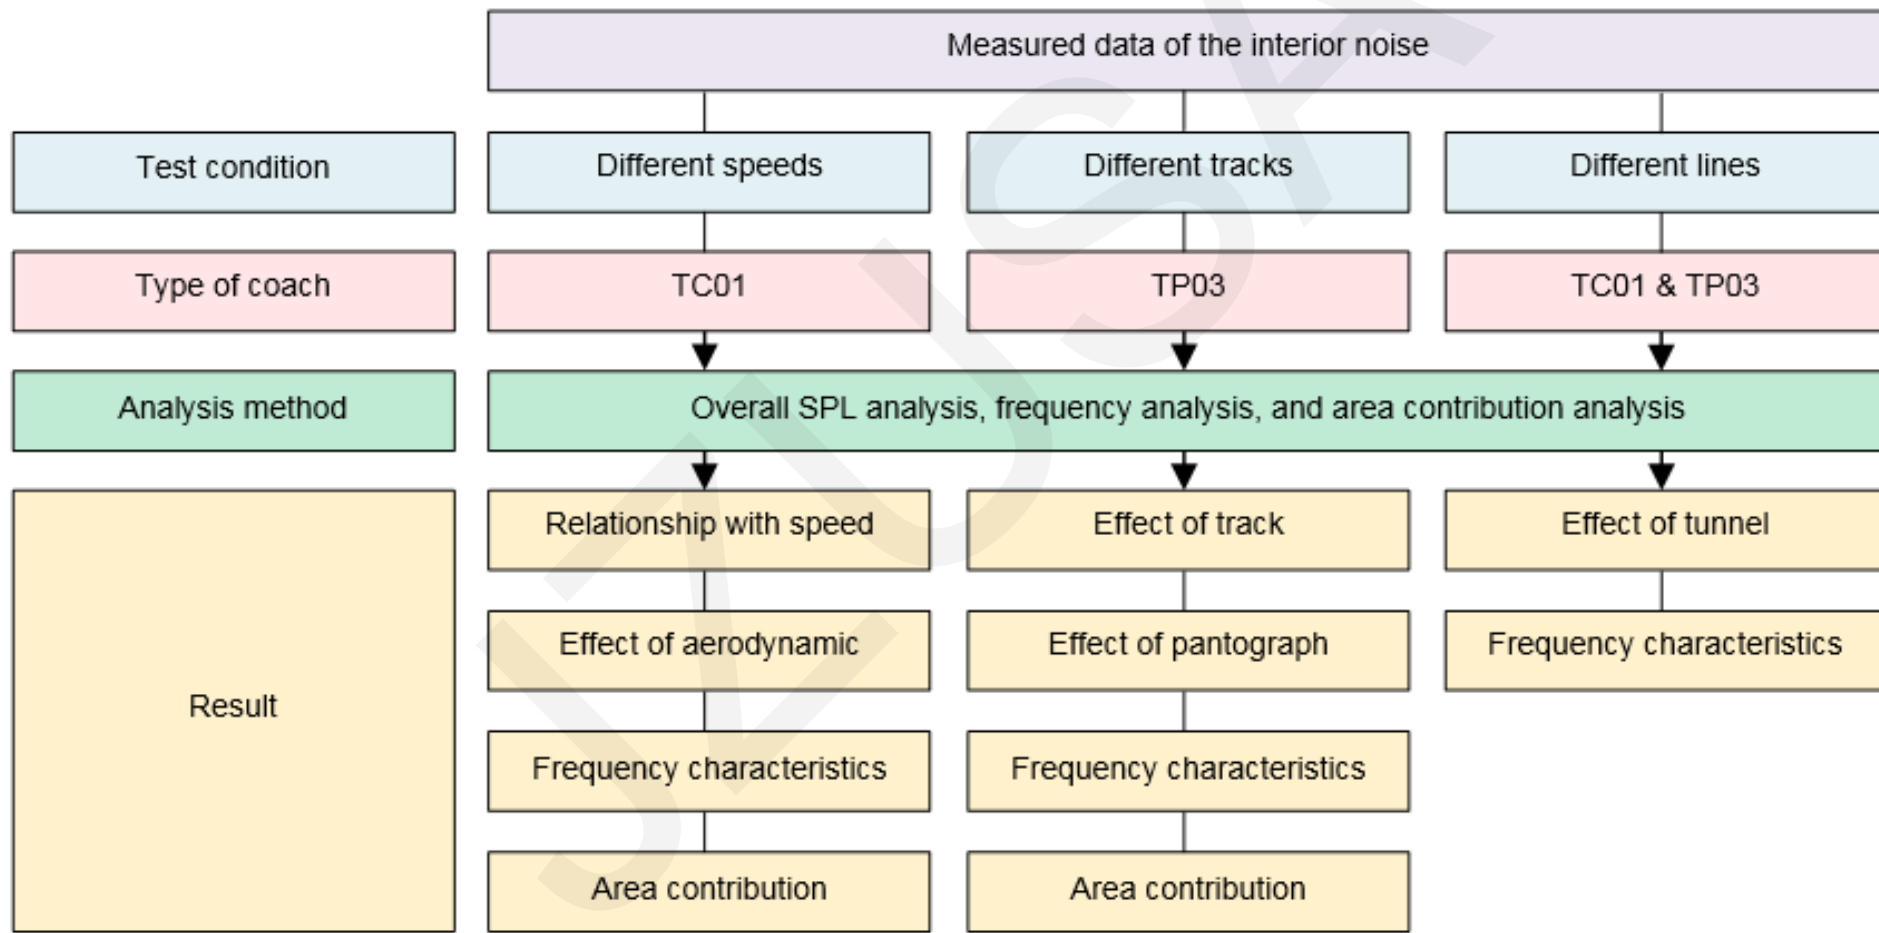 Measured data of the interior noise
Test condition
Different speeds
Different tracks
Different lines
Type of coach
TC01
TP03
TC01 & TP03
Analysis method
Overall SPL analysis, frequency analysis, and area contribution analysis
Result
Relationship with speed
Effect of track
Effect of tunnel
Effect of aerodynamic
Effect of pantograph
Frequency characteristics
Frequency characteristics
Frequency characteristics
Area contribution
Area contribution
JZUSA